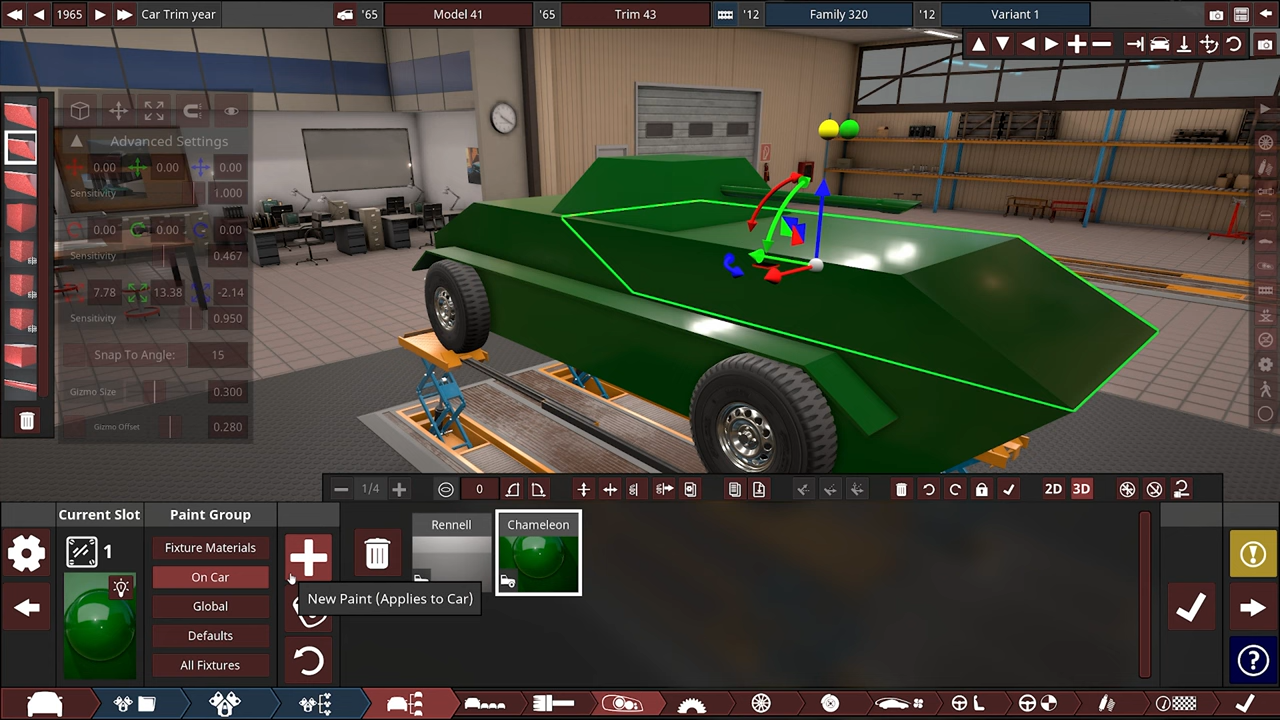 1965 Car Trim year '65 Model 41 '65 Trim 43 '12 Family 320 '12 Variant 1
Advanced Settings
0.00 0.00 0.00
Sensitivity 1.000
0.00 0.00 0.00
Sensitivity 0.467
7.78 13.38 -2.14
Sensitivity 0.950
Snap To Angle: 15
Gizmo Size 0.300
Gizmo Offset 0.280
1/4 0 2D 3D
Current Slot
1
Paint Group
Fixture Materials
On Car
Global
Defaults
All Fixtures
Rennell
Chameleon
New Paint (Applies to Car)